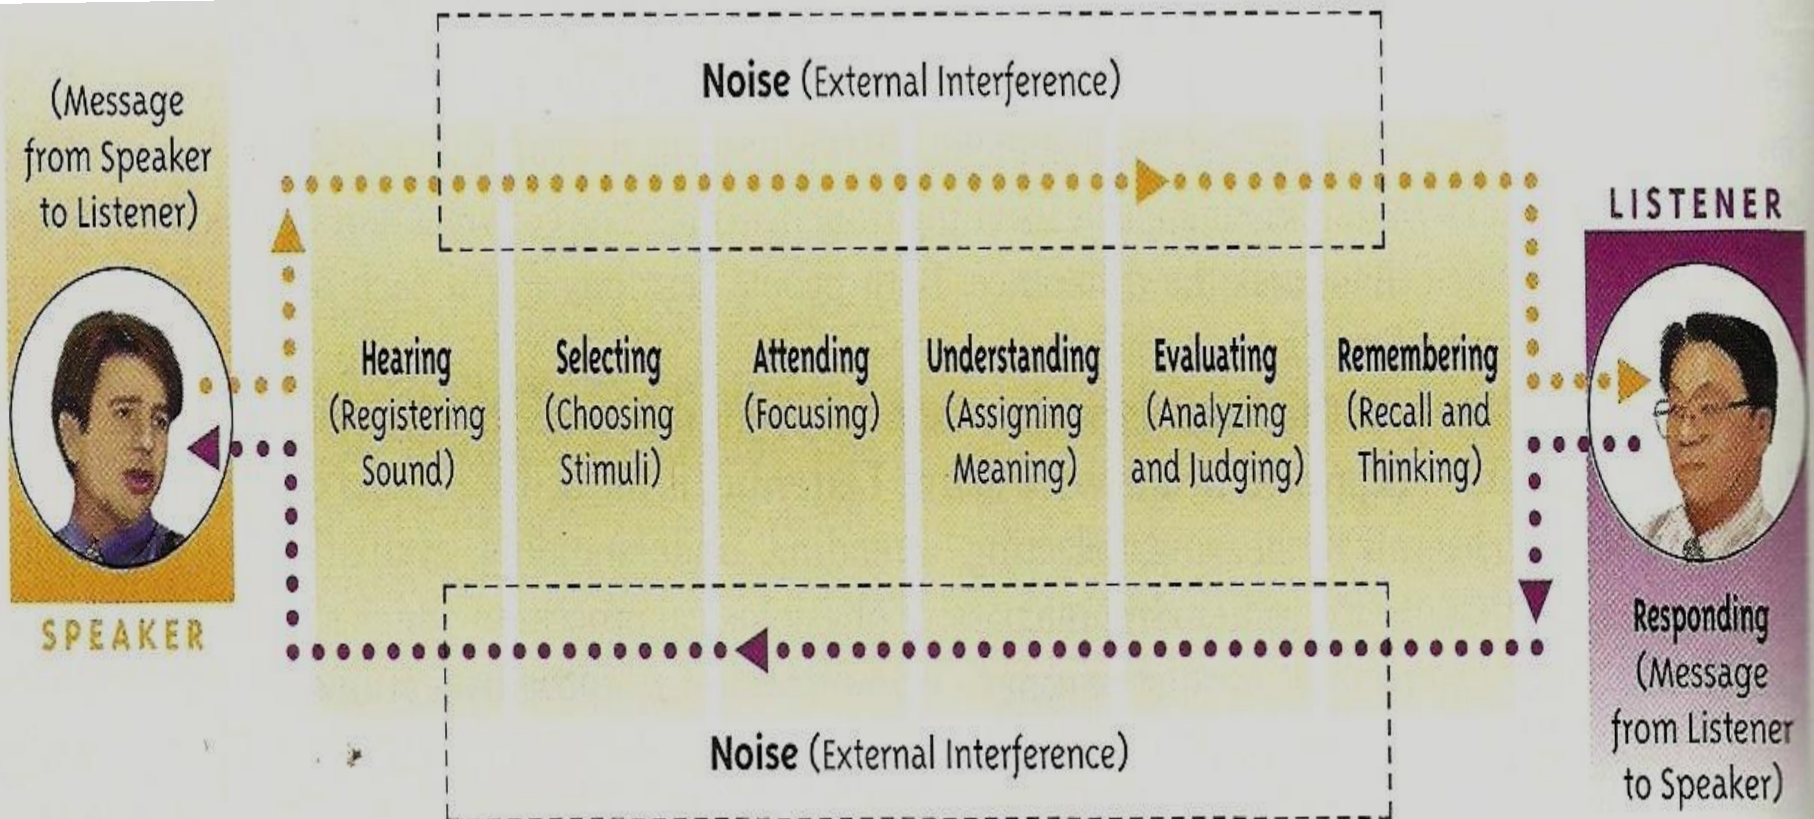 Noise (External Interference)
(Message
from Speaker
to Listener)
SPEAKER
Hearing
(Registering
Sound)
Selecting
(Choosing
Stimuli)
Attending
(Focusing)
Understanding
(Assigning
Meaning)
Evaluating
(Analyzing
and Judging)
Remembering
(Recall and
Thinking)
LISTENER
Responding
(Message
from Listener
to Speaker)
Noise (External Interference)